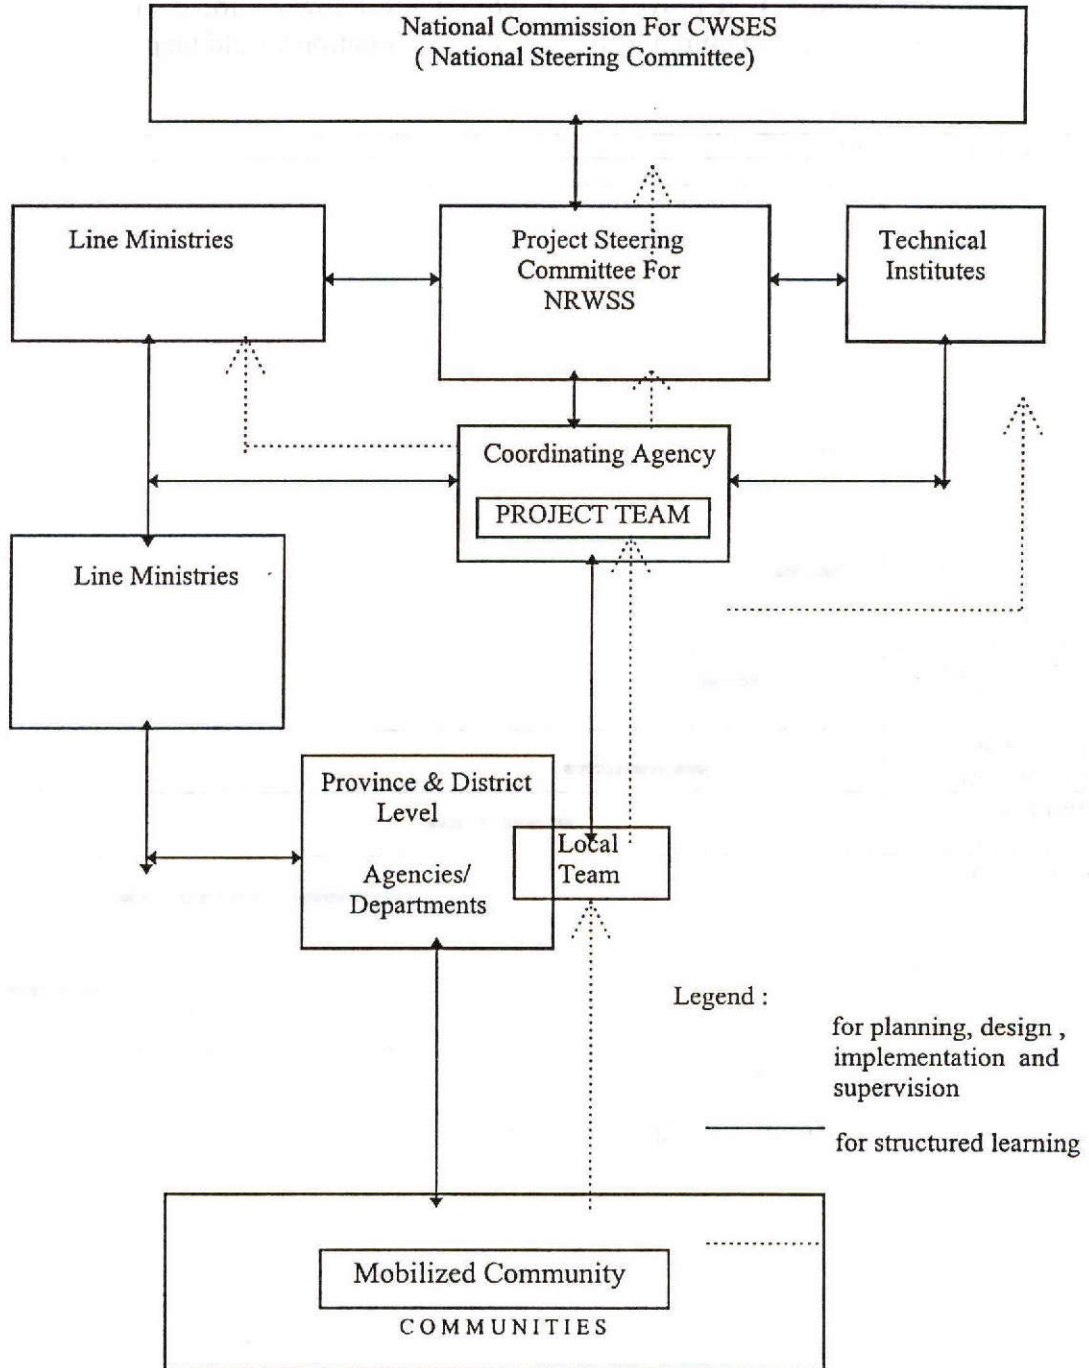 National Commission For CWSES
( National Steering Committee)
Line Ministries
Project Steering
Committee For
NRWSS
Technical
Institutes
Coordinating Agency
PROJECT TEAM
Line Ministries
Province & District
Level
Agencies/
Departments
Local
Team
Legend :
for planning, design ,
implementation and
supervision
for structured learning
Mobilized Community
COMMUNITIES